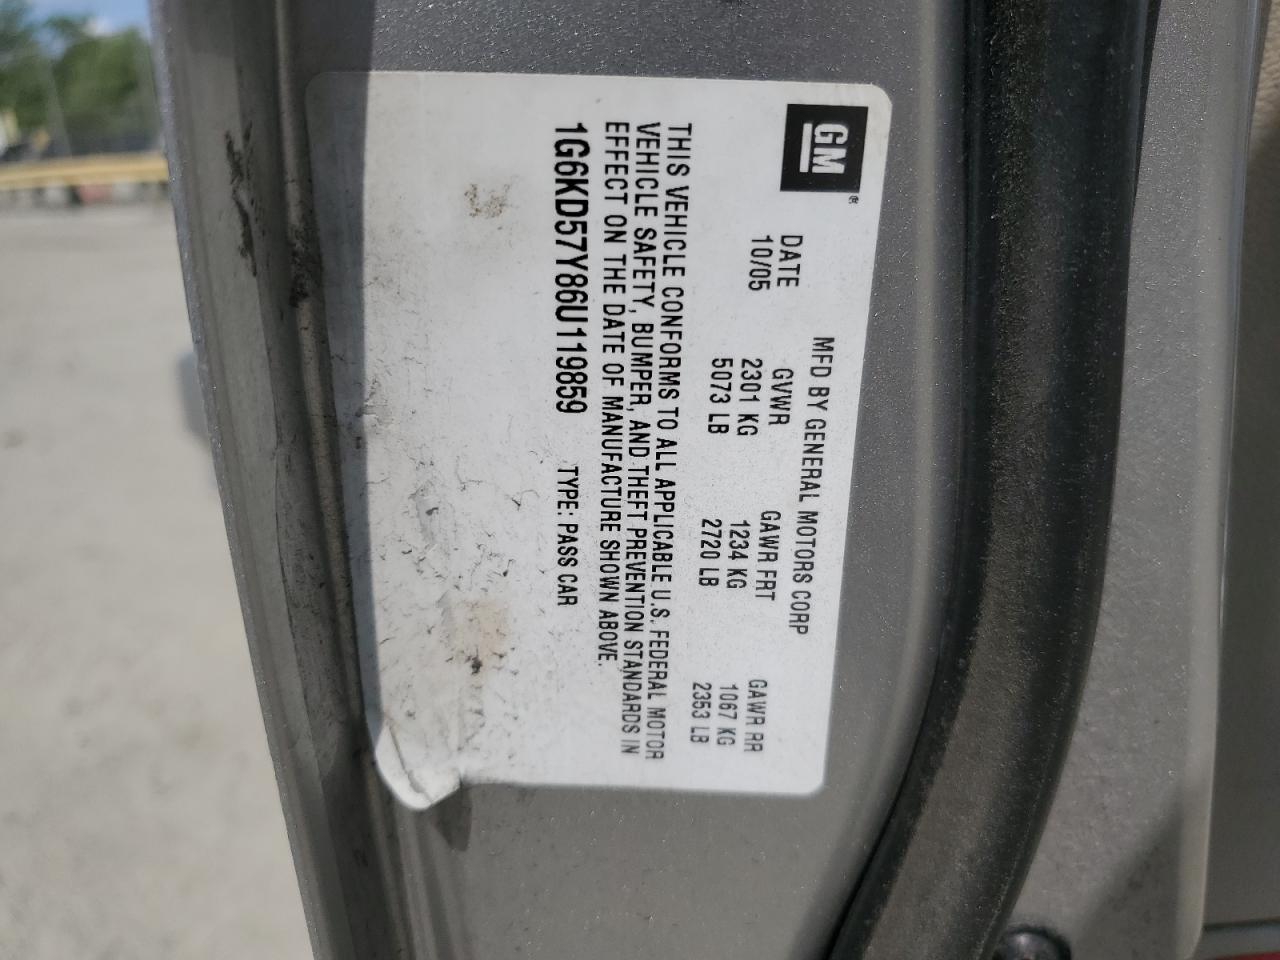 GM®
MFD BY GENERAL MOTORS CORP
DATE GVWR GAWR FRT GAWR RR
10/05 2301 KG 1234 KG 1067 KG
5073 LB 2720 LB 2353 LB
THIS VEHICLE CONFORMS TO ALL APPLICABLE U.S. FEDERAL MOTOR
VEHICLE SAFETY, BUMPER, AND THEFT PREVENTION STANDARDS IN
EFFECT ON THE DATE OF MANUFACTURE SHOWN ABOVE.
1G6KD57Y86U119859 TYPE: PASS CAR